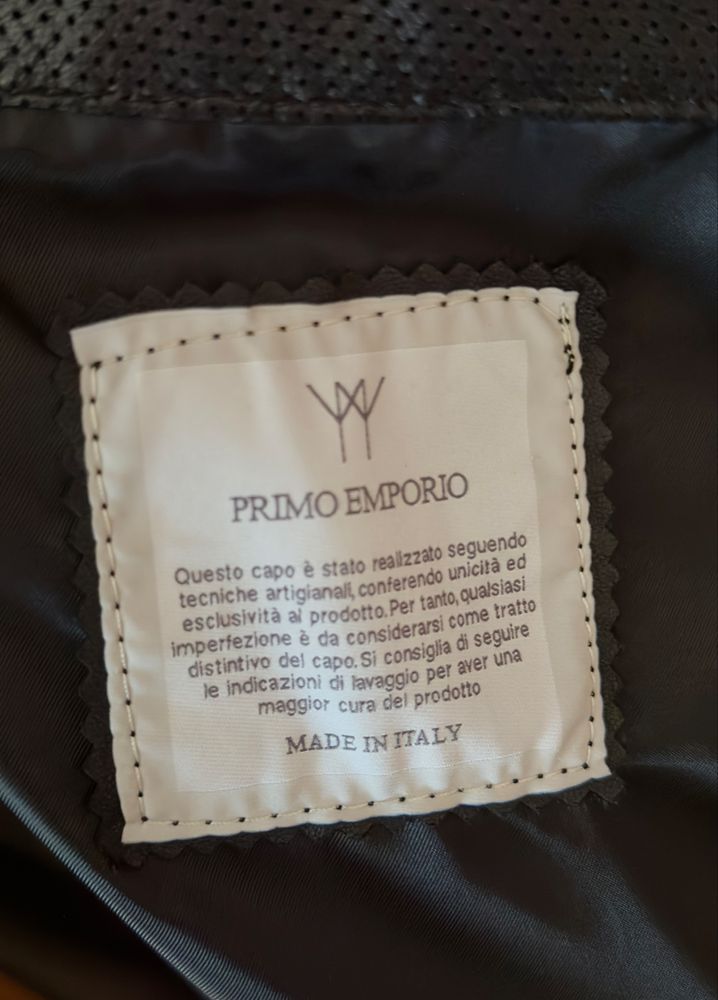 PRIMO EMPORIO
Questo capo è stato realizzato seguendo
tecniche artigianali, conferendo unicità ed
esclusività al prodotto. Per tanto, qualsiasi
imperfezione è da considerarsi come tratto
distintivo del capo. Si consiglia di seguire
le indicazioni di lavaggio per aver una
maggior cura del prodotto
MADE IN ITALY